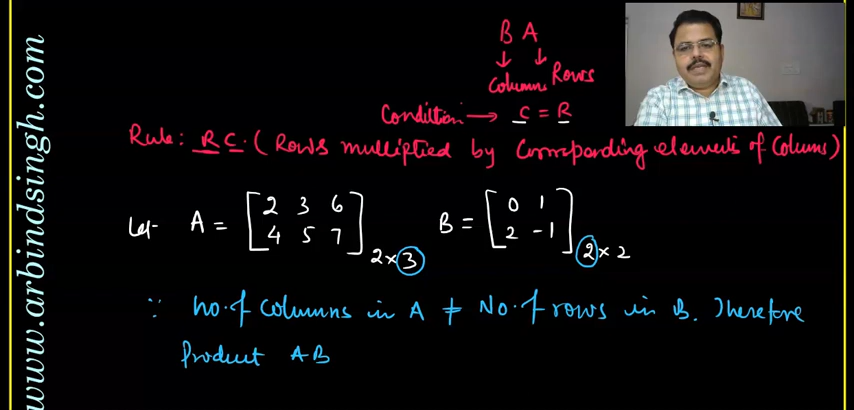 www.arbindsingh.com
B A
Columns Rows
Condition → C = R
Rule: R C. (Rows multiplied by Corresponding elements of Columns)
Let A = [2 3 6 4 5 7] 2×3 B = [0 1 2 -1] 2×2
∵ No. of Columns in A ≠ No. of rows in B. Therefore
Product AB